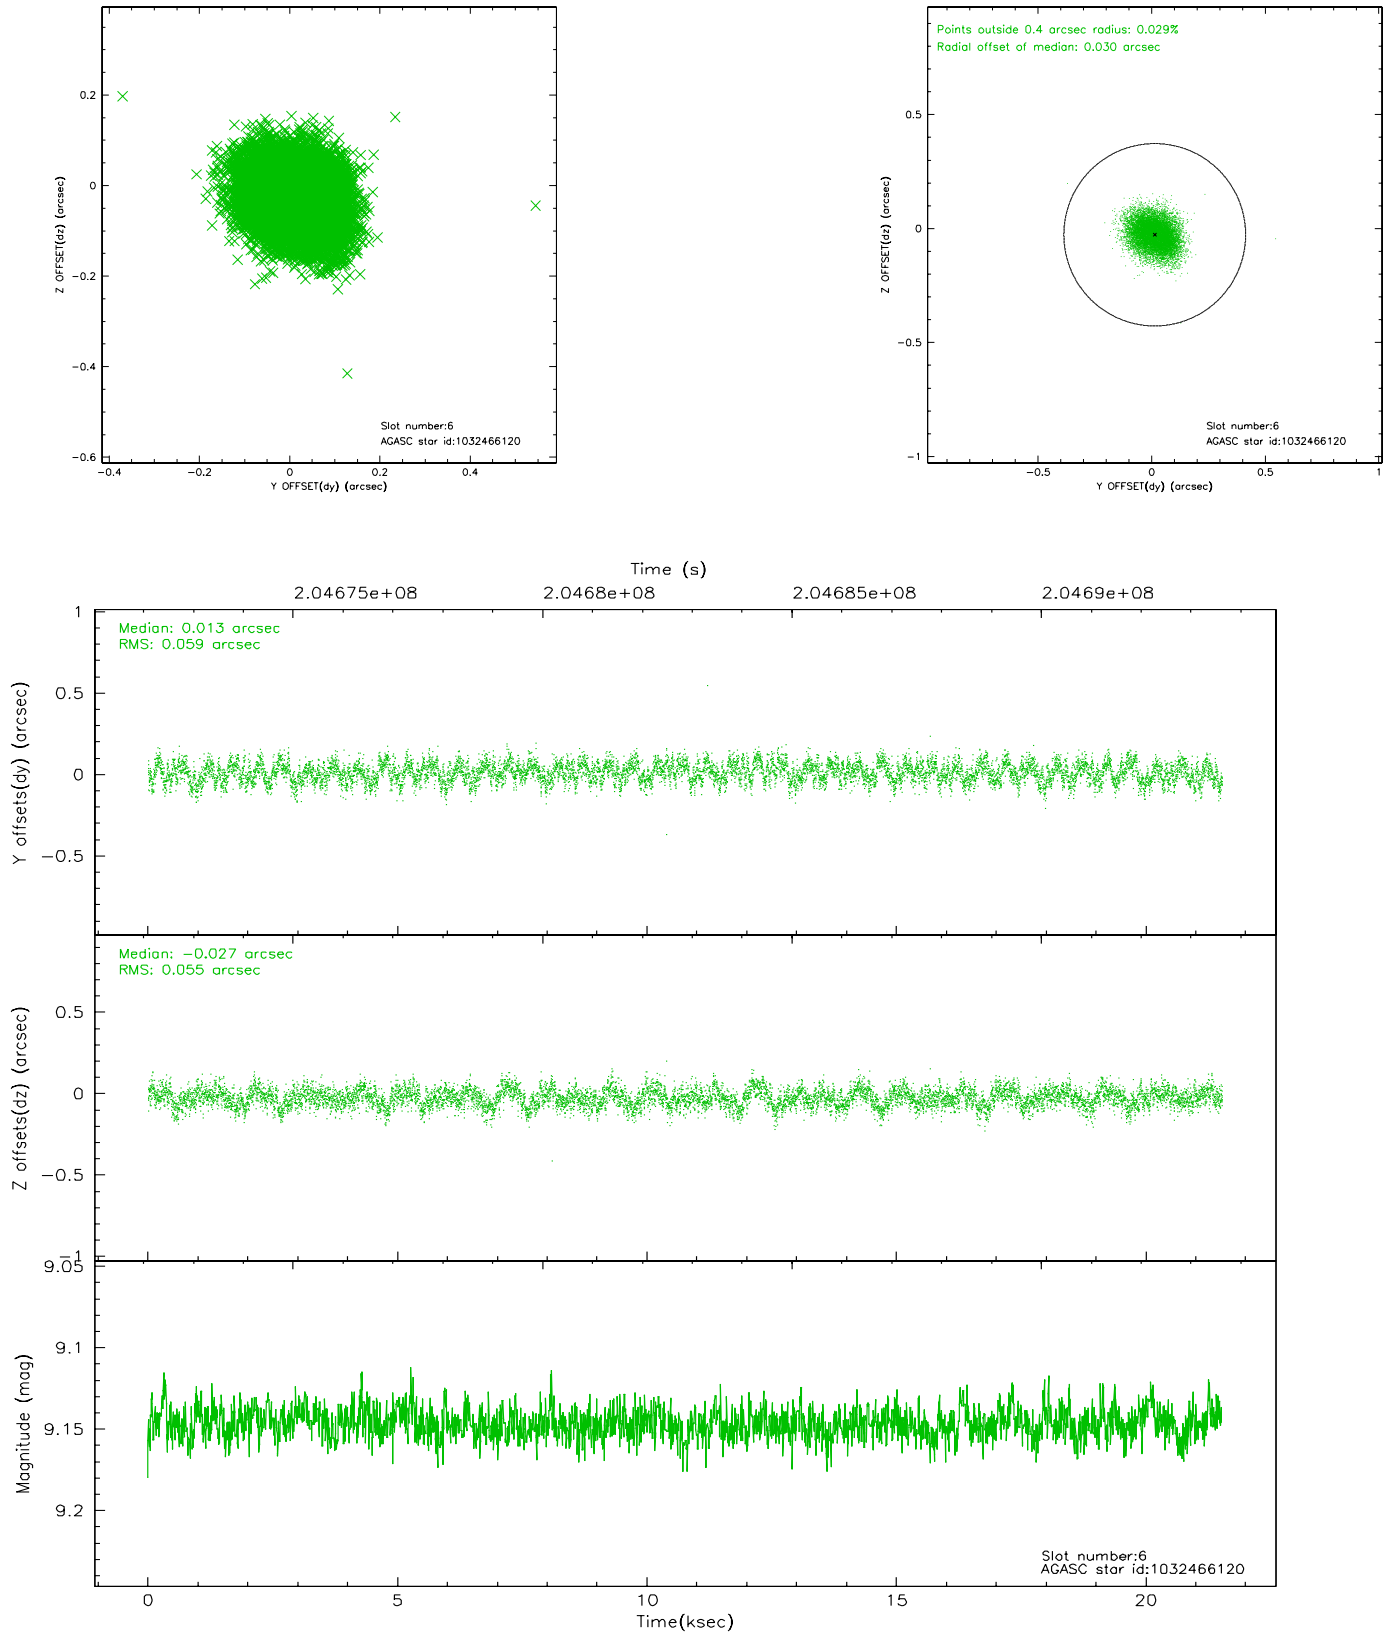 0.2
0
−0.2
−0.4
−0.6
Z OFFSET(dz) (arcsec)
Slot number:6
AGASC star id:1032466120
−0.4 −0.2 0 0.2 0.4
Y OFFSET(dy) (arcsec)
Points outside 0.4 arcsec radius: 0.029%
Radial offset of median: 0.030 arcsec
0.5
0
−0.5
−1
Z OFFSET(dz) (arcsec)
Slot number:6
AGASC star id:1032466120
−0.5 0 0.5 1
Y OFFSET(dy) (arcsec)
Time (s)
2.04675e+08 2.0468e+08 2.04685e+08 2.0469e+08
Median: 0.013 arcsec
RMS: 0.059 arcsec
1
0.5
0
−0.5
Y offsets(dy) (arcsec)
Median: −0.027 arcsec
RMS: 0.055 arcsec
0.5
0
−0.5
−1
Z offsets(dz) (arcsec)
9.05
9.1
9.15
9.2
Magnitude (mag)
Slot number:6
AGASC star id:1032466120
0 5 10 15 20
Time(ksec)